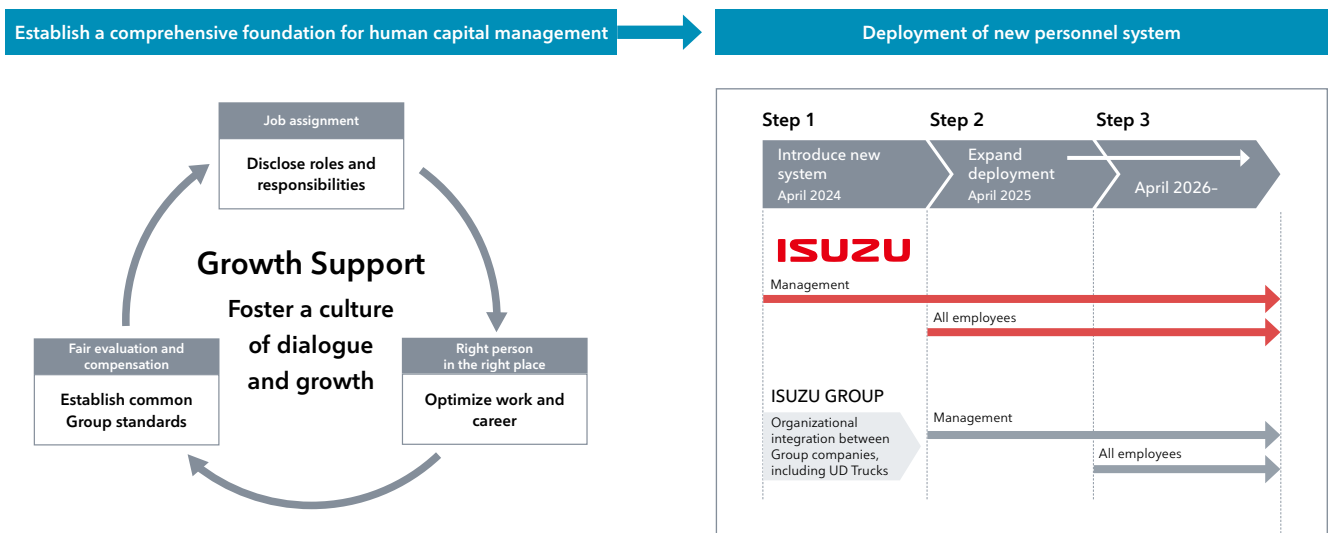 Establish a comprehensive foundation for human capital management
Deployment of new personnel system
Job assignment
Disclose roles and
responsibilities
Growth Support
Foster a culture
of dialogue
and growth
Fair evaluation and
compensation
Establish common
Group standards
Right person
in the right place
Optimize work and
career
Step 1
Step 2
Step 3
Introduce new
system
April 2024
Expand
deployment
April 2025
April 2026–
ISUZU
Management
All employees
ISUZU GROUP
Organizational
integration between
Group companies,
including UD Trucks
Management
All employees